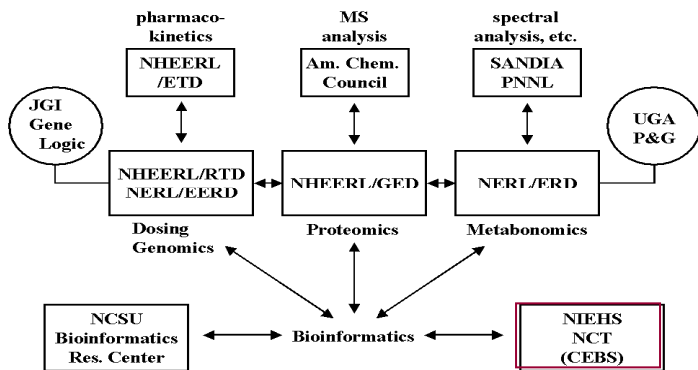 pharmaco-
kinetics
MS
analysis
spectral
analysis, etc.
NHEERL
/ETD
Am. Chem.
Council
SANDIA
PNNL
JGI
Gene
Logic
UGA
P&G
NHEERL/RTD
NERL/EERD
NHEERL/GED
NERL/ERD
Dosing
Genomics
Proteomics
Metabonomics
NCSU
Bioinformatics
Res. Center
Bioinformatics
NIEHS
NCT
(CEBS)